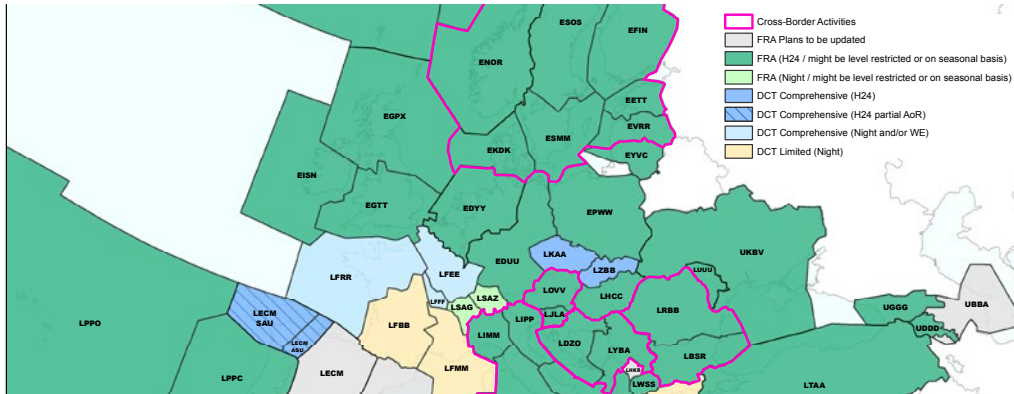 ESOS
EFIN
ENOR
EGPX
EETT
EVRR
ESMM
EKDK
EYVC
EISN
EGTT
EDYY
EPWW
UKBV
LKAA
EDUU
LZBB
LUUU
LFRR
LFEE
LFFF
LSAG
LSAZ
LOVV
LHCC
LRBB
UGGG
UBBA
UDDD
LPPO
LECM
SAU
LECM
ASU
LFBB
LIMM
LIPP
LJLA
LDZO
LYBA
LBSR
LPPC
LECM
LFMM
LWSS
LTAA
Cross-Border Activities
FRA Plans to be updated
FRA (H24 / might be level restricted or on seasonal basis)
FRA (Night / might be level restricted or on seasonal basis)
DCT Comprehensive (H24)
DCT Comprehensive (H24 partial AoR)
DCT Comprehensive (Night and/or WE)
DCT Limited (Night)